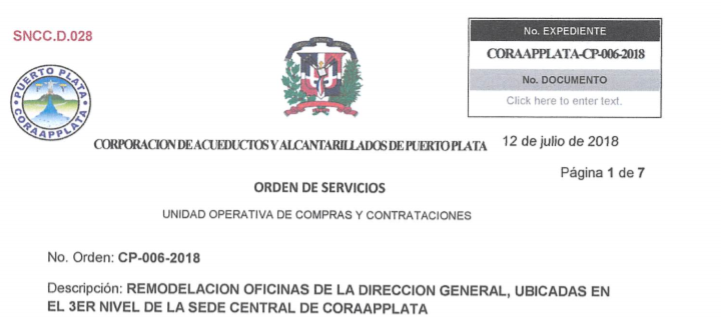 SNCC.D.028
No. EXPEDIENTE
CORAAPPLATA-CP-006-2018
No. DOCUMENTO
Click here to enter text.
PUERTO PLATA
CORAAPPLATA
CORPORACION DE ACUEDUCTOS Y ALCANTARILLADOS DE PUERTO PLATA
12 de julio de 2018
Página 1 de 7
ORDEN DE SERVICIOS
UNIDAD OPERATIVA DE COMPRAS Y CONTRATACIONES
No. Orden: CP-006-2018
Descripción: REMODELACION OFICINAS DE LA DIRECCION GENERAL, UBICADAS EN
EL 3ER NIVEL DE LA SEDE CENTRAL DE CORAAPPLATA